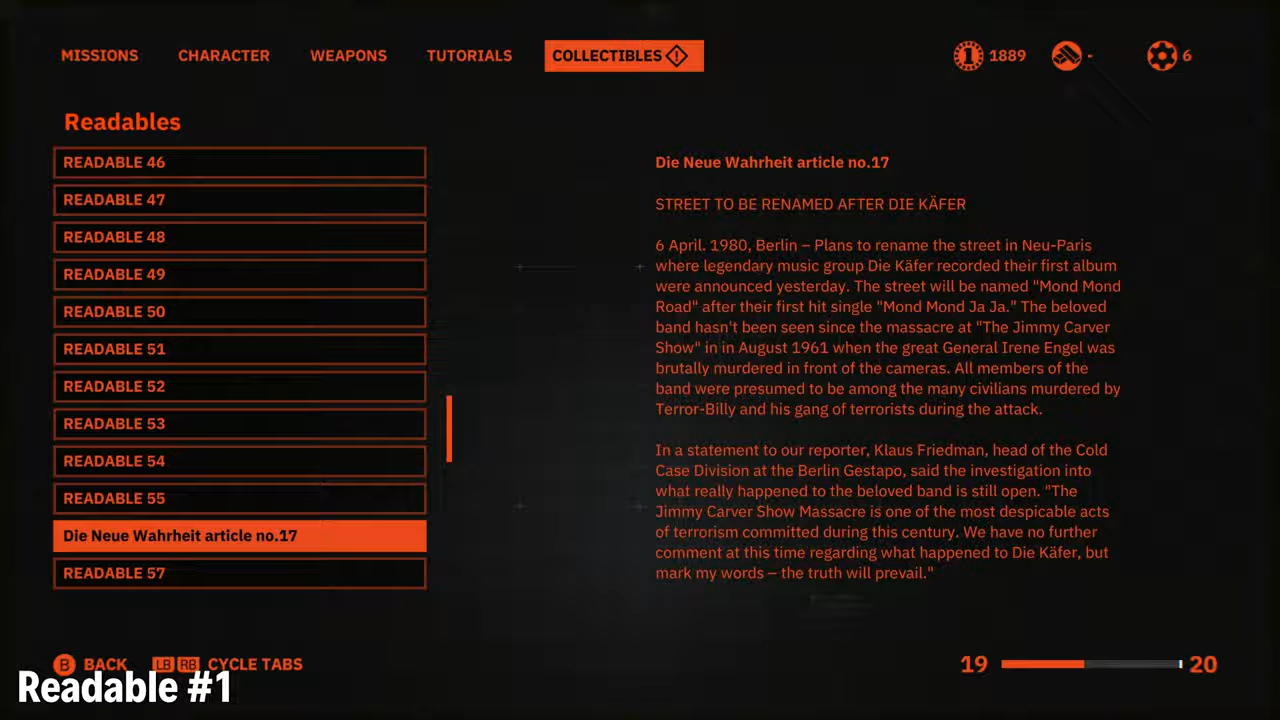 MISSIONS CHARACTER WEAPONS TUTORIALS COLLECTIBLES ! 1 1889 - 6
Readables
READABLE 46
READABLE 47
READABLE 48
READABLE 49
READABLE 50
READABLE 51
READABLE 52
READABLE 53
READABLE 54
READABLE 55
Die Neue Wahrheit article no.17
READABLE 57
Die Neue Wahrheit article no.17
STREET TO BE RENAMED AFTER DIE KÄFER
6 April. 1980, Berlin – Plans to rename the street in Neu-Paris
where legendary music group Die Käfer recorded their first album
were announced yesterday. The street will be named "Mond Mond
Road" after their first hit single "Mond Mond Ja Ja." The beloved
band hasn't been seen since the massacre at "The Jimmy Carver
Show" in in August 1961 when the great General Irene Engel was
brutally murdered in front of the cameras. All members of the
band were presumed to be among the many civilians murdered by
Terror-Billy and his gang of terrorists during the attack.
In a statement to our reporter, Klaus Friedman, head of the Cold
Case Division at the Berlin Gestapo, said the investigation into
what really happened to the beloved band is still open. "The
Jimmy Carver Show Massacre is one of the most despicable acts
of terrorism committed during this century. We have no further
comment at this time regarding what happened to Die Käfer, but
mark my words – the truth will prevail."
B BACK LB RB CYCLE TABS
19 20
Readable #1